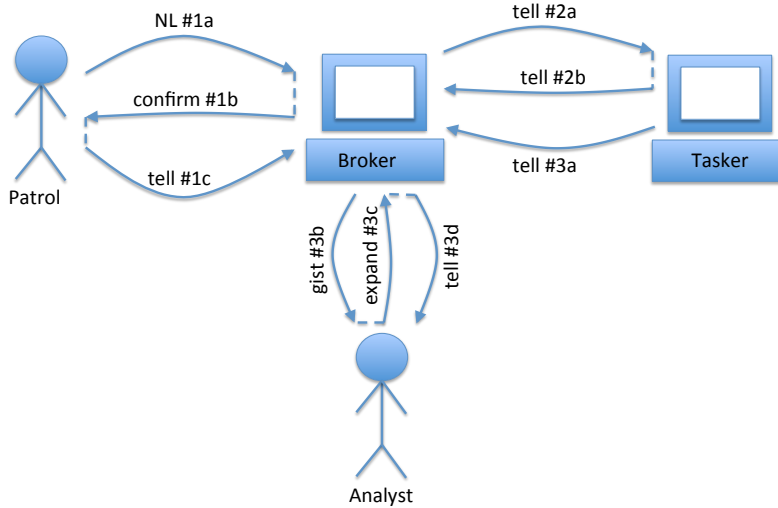 NL #1a
tell #2a
confirm #1b
tell #2b
tell #1c
Broker
tell #3a
Tasker
Patrol
gist #3b
expand #3c
tell #3d
Analyst